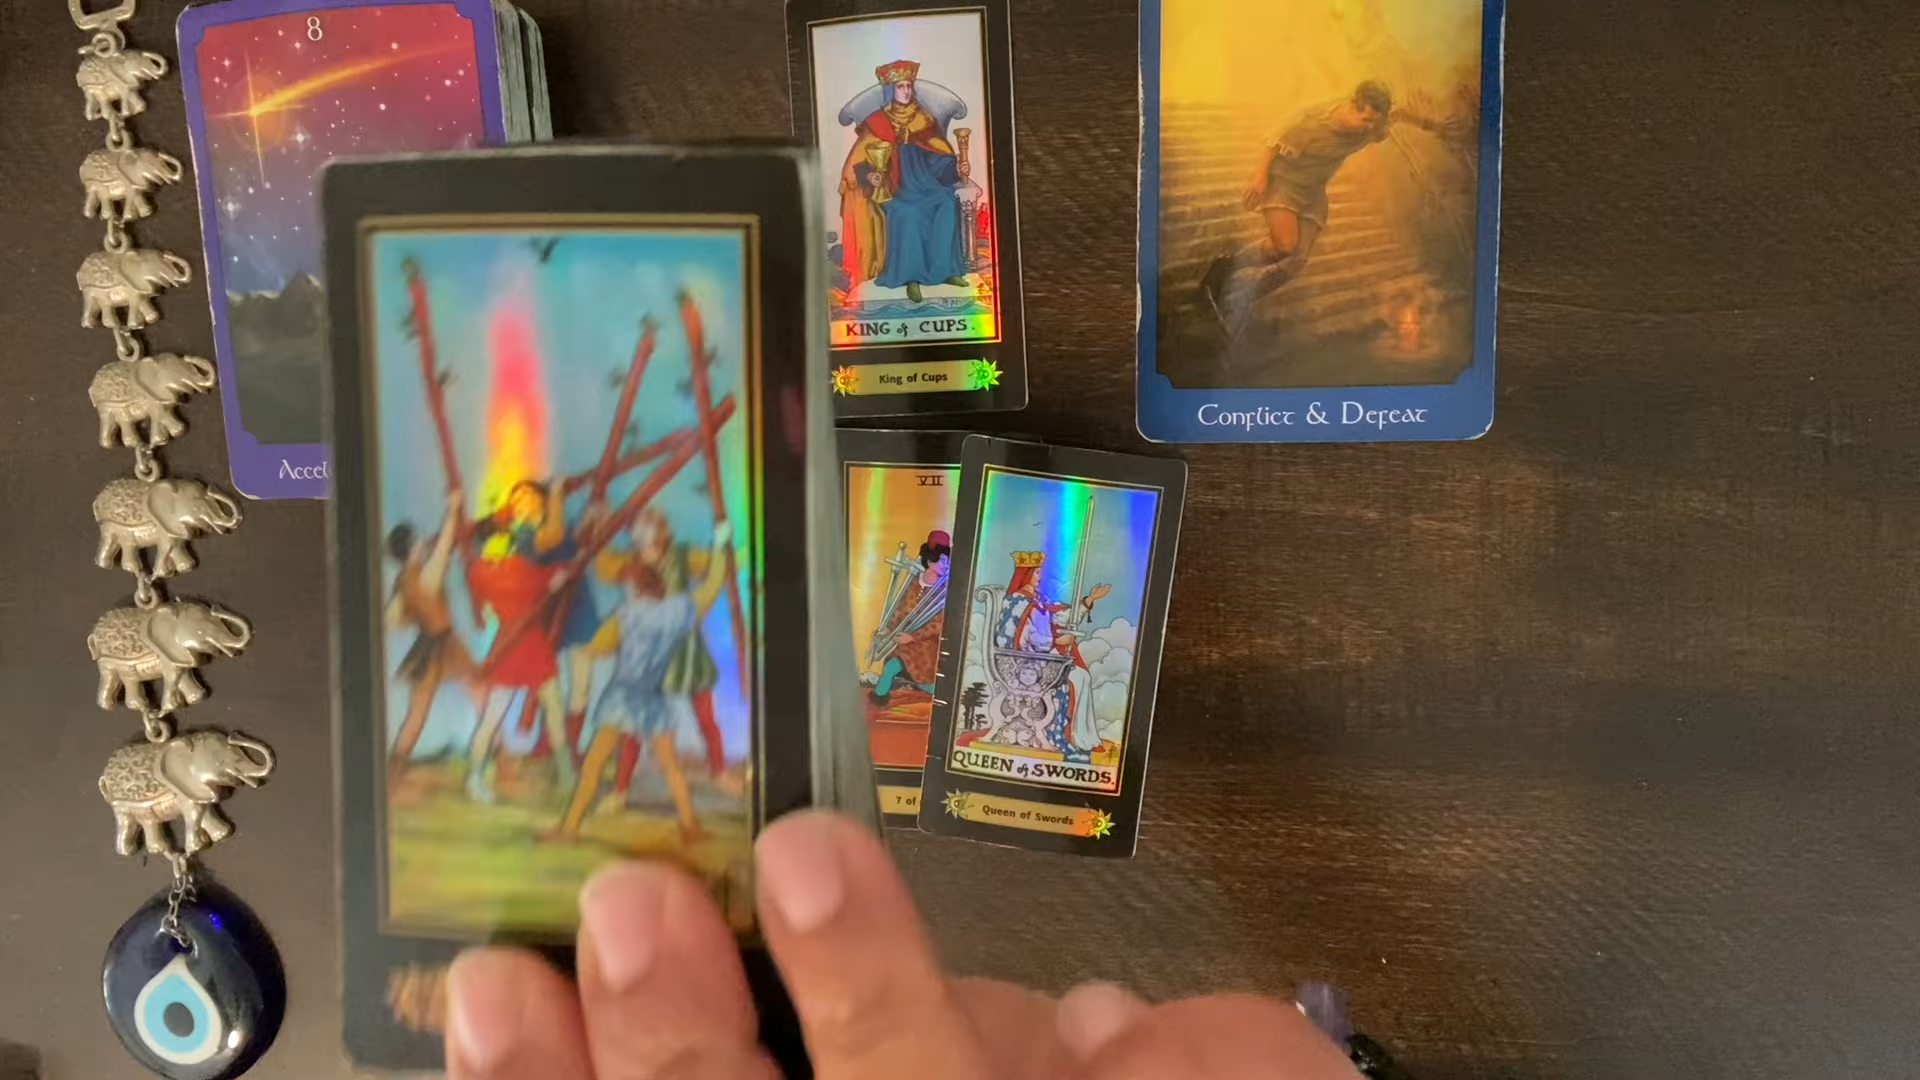 8
Accel
KING of CUPS.
King of Cups
Conflict & Defeat
VII
7 of
QUEEN of SWORDS.
Queen of Swords